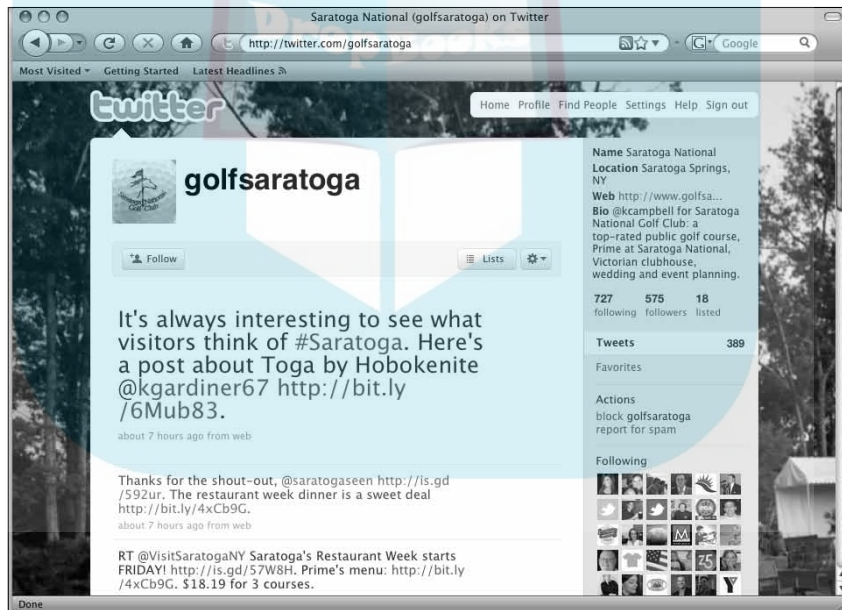 Saratoga National (golfsaratoga) on Twitter
http://twitter.com/golfsaratoga
Google
Most Visited Getting Started Latest Headlines
DropBooks
twitter
Home Profile Find People Settings Help Sign out
golfsaratoga
Follow
Lists
It's always interesting to see what
visitors think of #Saratoga. Here's
a post about Toga by Hobokenite
@kgardiner67 http://bit.ly
/6Mub83.
about 7 hours ago from web
Thanks for the shout-out, @saratogaseen http://is.gd
/592ur. The restaurant week dinner is a sweet deal
http://bit.ly/4xCb9G.
about 7 hours ago from web
RT @VisitSaratogaNY Saratoga's Restaurant Week starts
FRIDAY! http://is.gd/57W8H. Prime's menu: http://bit.ly
/4xCb9G. $18.19 for 3 courses.
Name Saratoga National
Location Saratoga Springs,
NY
Web http://www.golfsa...
Bio @kcampbell for Saratoga
National Golf Club: a
top-rated public golf course,
Prime at Saratoga National,
Victorian clubhouse,
wedding and event planning.
727 575 18
following followers listed
Tweets 389
Favorites
Actions
block golfsaratoga
report for spam
Following
Done